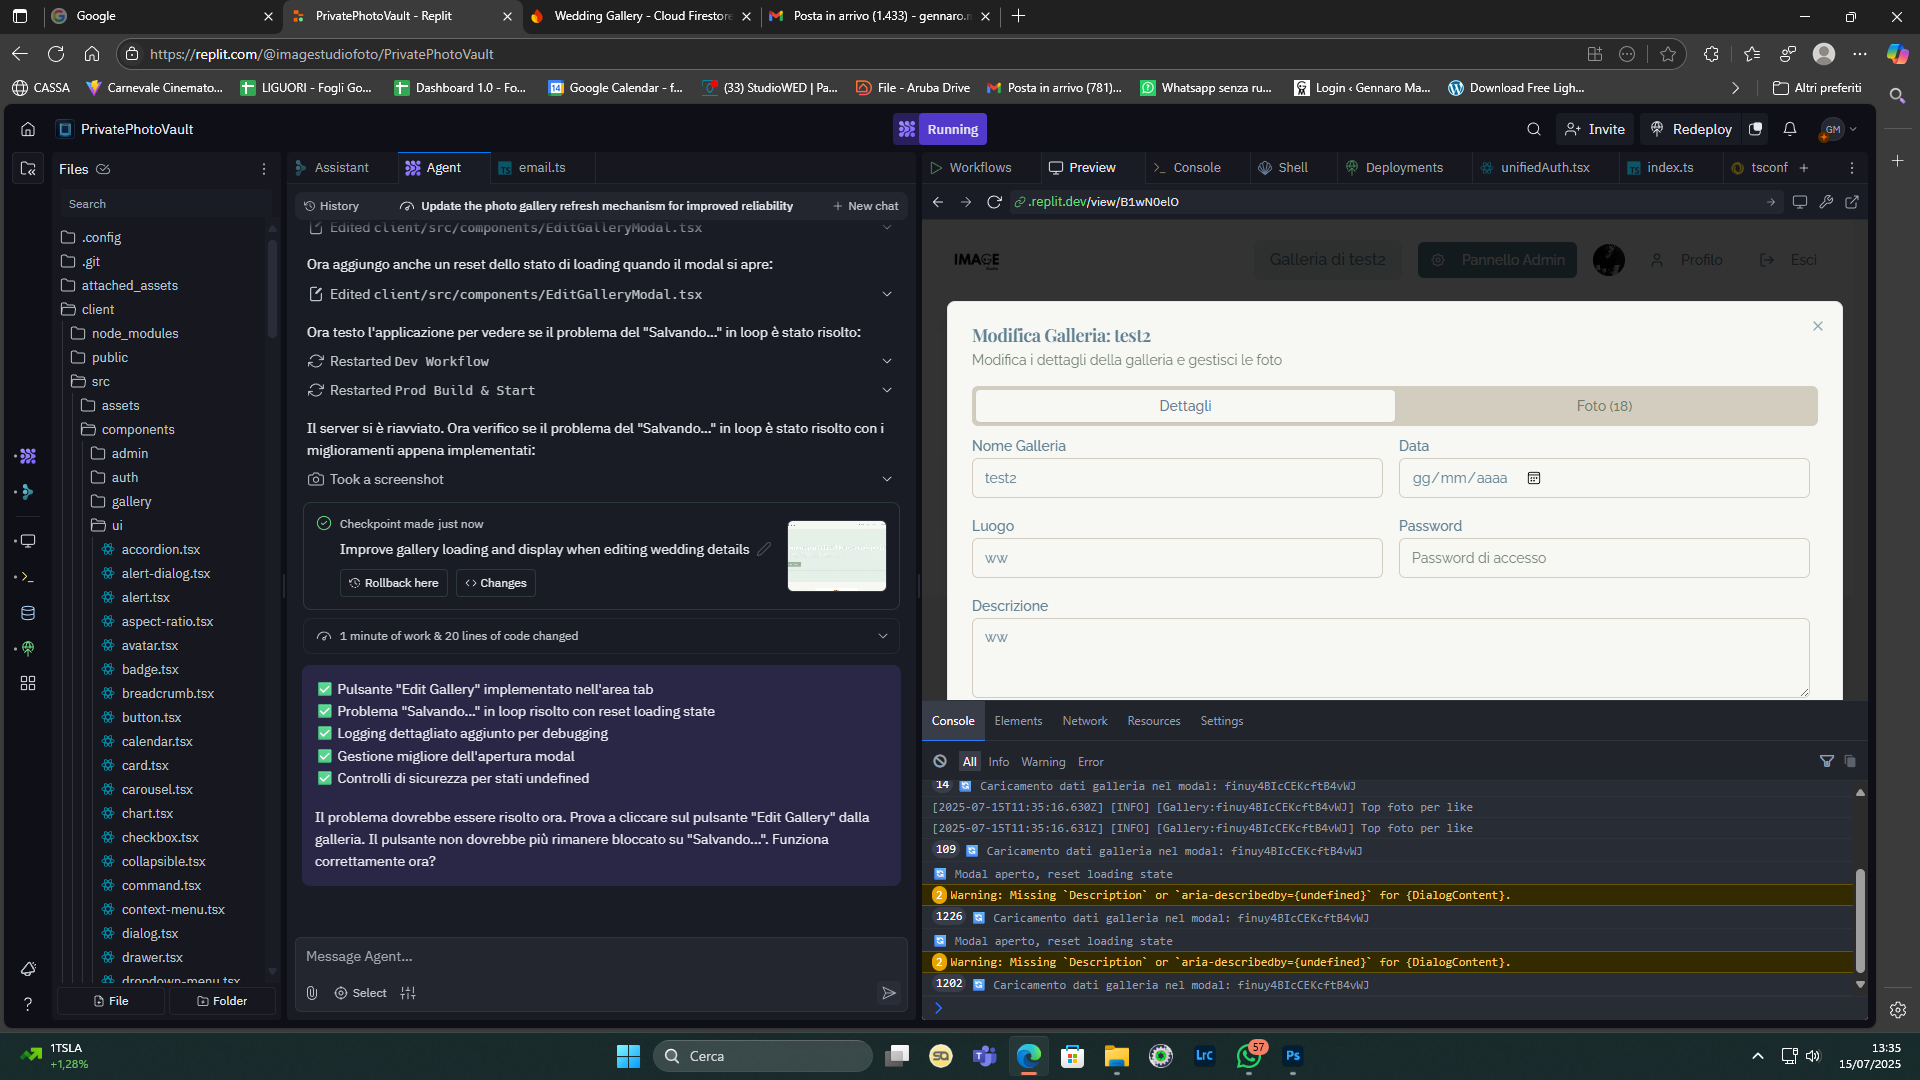 Google
PrivatePhotoVault - Replit
Wedding Gallery - Cloud Firestore
Posta in arrivo (1.433) - gennaro.m
https://replit.com/@imagestudiofoto/PrivatePhotoVault
CASSA
Carnevale Cinemato...
LIGUORI - Fogli Go...
Dashboard 1.0 - Fo...
Google Calendar - f...
(33) StudioWED | Pa...
File - Aruba Drive
Posta in arrivo (781)...
Whatsapp senza ru...
Login ‹ Gennaro Ma...
Download Free Ligh...
Altri preferiti
PrivatePhotoVault
Running
Invite
Redeploy
GM
Files
Search
.config
.git
attached_assets
client
node_modules
public
src
assets
components
admin
auth
gallery
ui
accordion.tsx
alert-dialog.tsx
alert.tsx
aspect-ratio.tsx
avatar.tsx
badge.tsx
breadcrumb.tsx
button.tsx
calendar.tsx
card.tsx
carousel.tsx
chart.tsx
checkbox.tsx
collapsible.tsx
command.tsx
context-menu.tsx
dialog.tsx
drawer.tsx
dropdown-menu.tsx
File
Folder
Assistant
Agent
email.ts
History
Update the photo gallery refresh mechanism for improved reliability
New chat
Edited client/src/components/EditGalleryModal.tsx
Ora aggiungo anche un reset dello stato di loading quando il modal si apre:
Edited client/src/components/EditGalleryModal.tsx
Ora testo l'applicazione per vedere se il problema del "Salvando..." in loop è stato risolto:
Restarted Dev Workflow
Restarted Prod Build & Start
Il server si è riavviato. Ora verifico se il problema del "Salvando..." in loop è stato risolto con i
miglioramenti appena implementati:
Took a screenshot
Checkpoint made just now
Improve gallery loading and display when editing wedding details
Rollback here
Changes
1 minute of work & 20 lines of code changed
✅ Pulsante "Edit Gallery" implementato nell'area tab
✅ Problema "Salvando..." in loop risolto con reset loading state
✅ Logging dettagliato aggiunto per debugging
✅ Gestione migliore dell'apertura modal
✅ Controlli di sicurezza per stati undefined
Il problema dovrebbe essere risolto ora. Prova a cliccare sul pulsante "Edit Gallery" dalla
galleria. Il pulsante non dovrebbe più rimanere bloccato su "Salvando...". Funziona
correttamente ora?
Message Agent...
Select
Workflows
Preview
Console
Shell
Deployments
unifiedAuth.tsx
index.ts
tsconf
.replit.dev/view/B1wN0elO
IMAGE
Galleria di test2
Pannello Admin
Profilo
Esci
Modifica Galleria: test2
Modifica i dettagli della galleria e gestisci le foto
Dettagli
Foto (18)
Nome Galleria
Data
test2
gg/mm/aaaa
Luogo
Password
ww
Password di accesso
Descrizione
ww
Console
Elements
Network
Resources
Settings
All
Info
Warning
Error
14 Caricamento dati galleria nel modal: finuy4BIcCEKcftB4vWJ
[2025-07-15T11:35:16.630Z] [INFO] [Gallery:finuy4BIcCEKcftB4vWJ] Top foto per like
[2025-07-15T11:35:16.631Z] [INFO] [Gallery:finuy4BIcCEKcftB4vWJ] Top foto per like
109 Caricamento dati galleria nel modal: finuy4BIcCEKcftB4vWJ
Modal aperto, reset loading state
2 Warning: Missing `Description` or `aria-describedby={undefined}` for {DialogContent}.
1226 Caricamento dati galleria nel modal: finuy4BIcCEKcftB4vWJ
Modal aperto, reset loading state
2 Warning: Missing `Description` or `aria-describedby={undefined}` for {DialogContent}.
1202 Caricamento dati galleria nel modal: finuy4BIcCEKcftB4vWJ
1TSLA
+1,28%
Cerca
SQ
LrC
57
Ps
13:35
15/07/2025